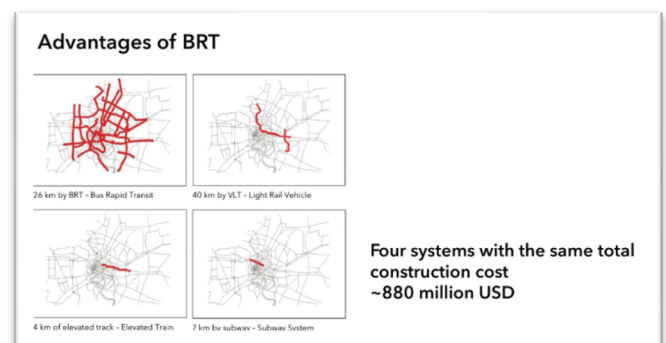 Advantages of BRT
26 km by BRT – Bus Rapid Transit
40 km by VLT – Light Rail Vehicle
4 km of elevated track – Elevated Train
7 km by subway – Subway System
Four systems with the same total
construction cost
~880 million USD